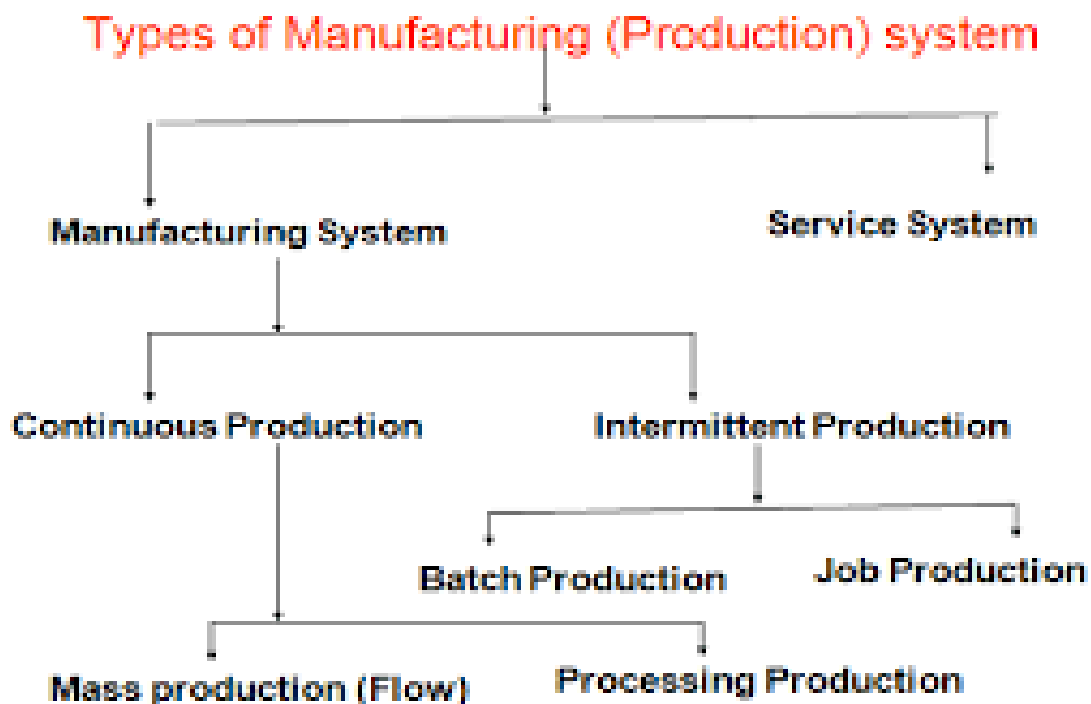 Types of Manufacturing (Production) system
Manufacturing System
Service System
Continuous Production
Intermittent Production
Batch Production
Job Production
Mass production (Flow)
Processing Production